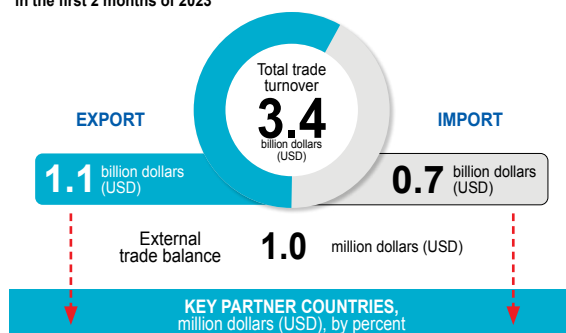 in the first 2 months of 2023
Total trade
turnover
3.4
billion dollars
(USD)
EXPORT
IMPORT
1.1 billion dollars
(USD)
0.7 billion dollars
(USD)
External
trade balance
1.0 million dollars (USD)
KEY PARTNER COUNTRIES,
million dollars (USD), by percent